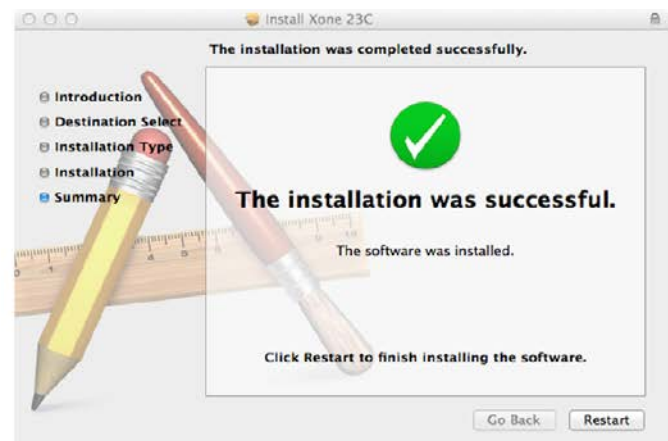 Install Xone 23C
The installation was completed successfully.
Introduction
Destination Select
Installation Type
Installation
Summary
The installation was successful.
The software was installed.
Click Restart to finish installing the software.
Go Back
Restart